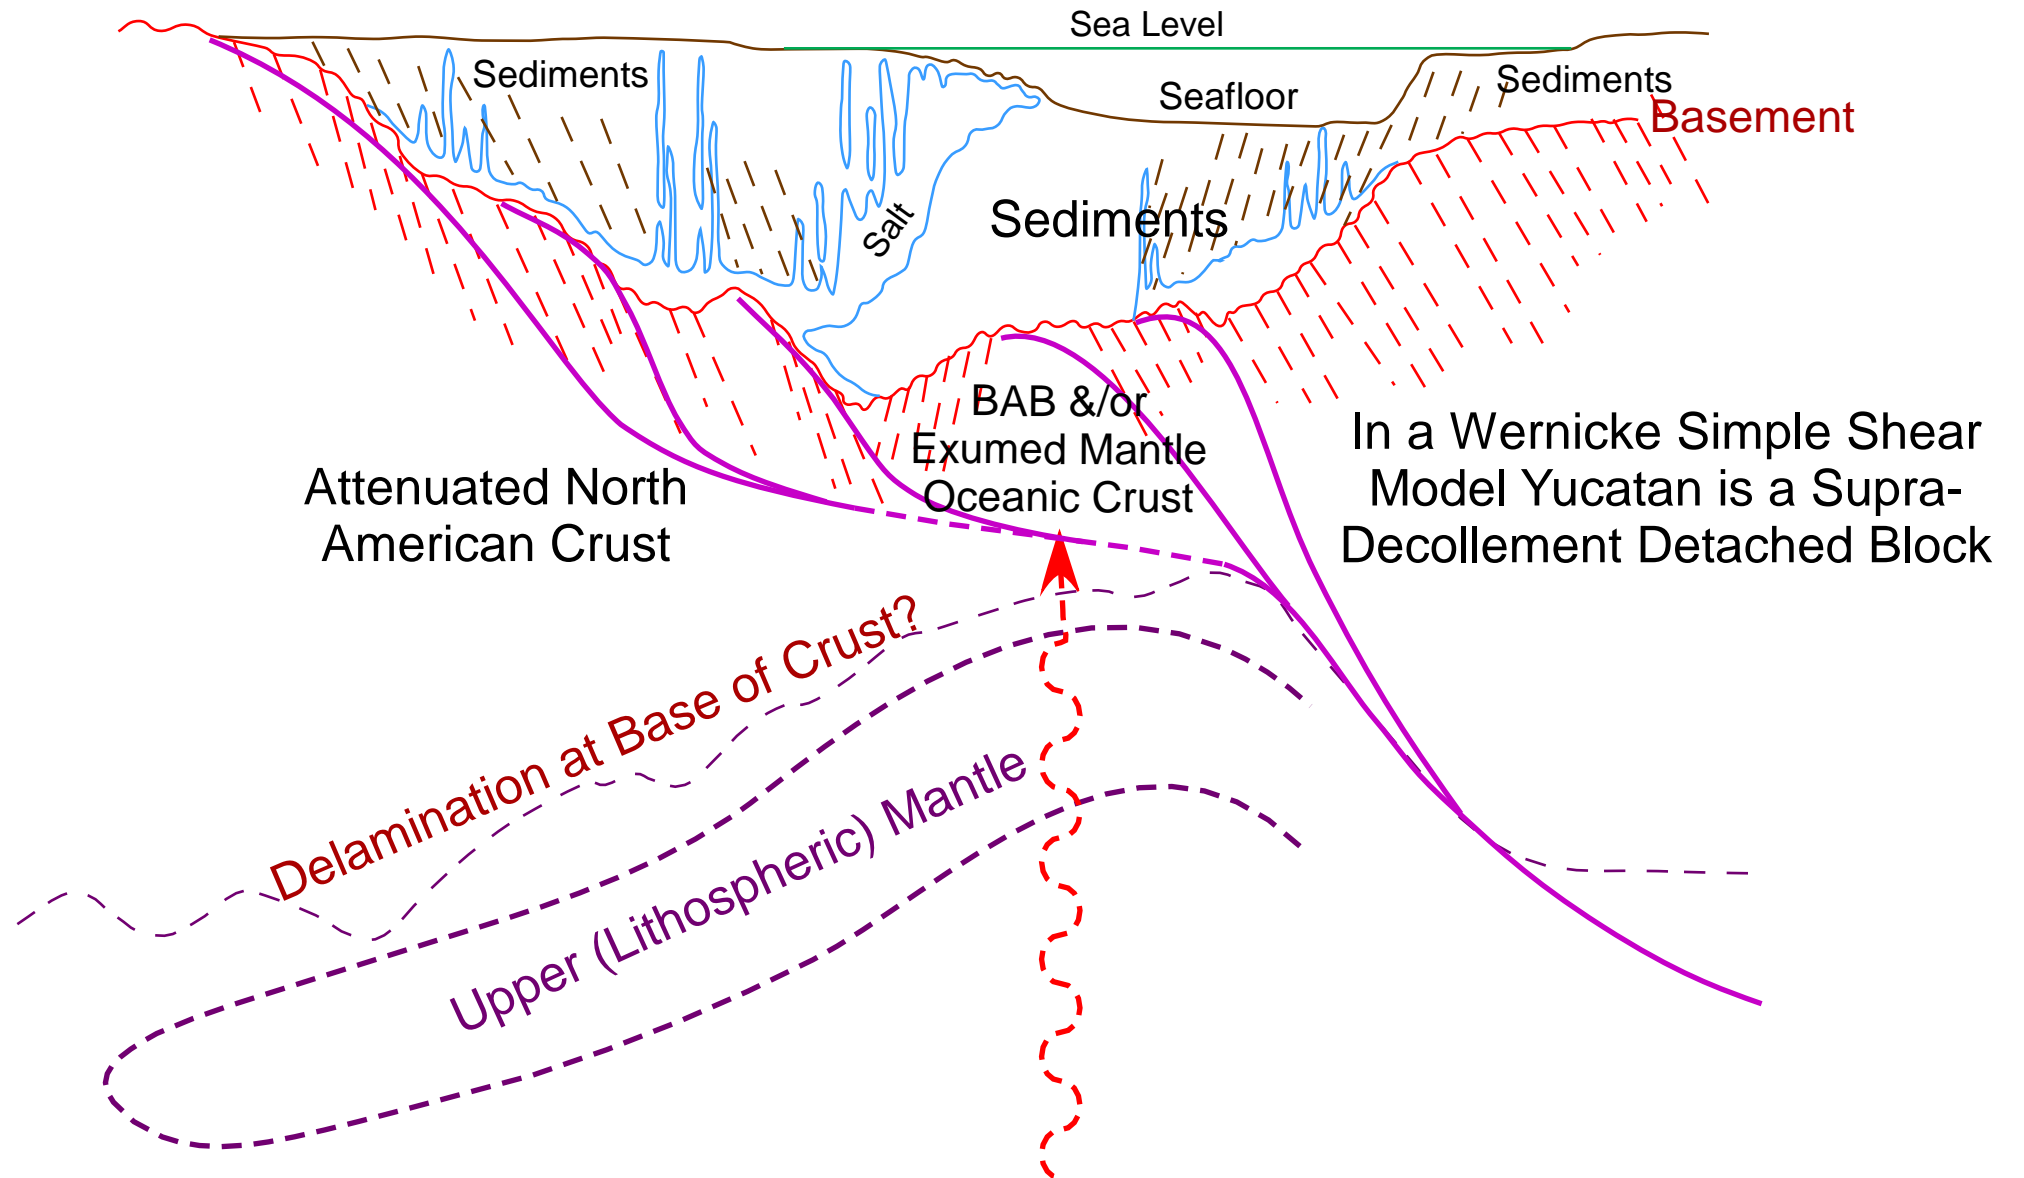 Sea Level
Sediments
Seafloor
Sediments
Basement
Salt
Sediments
BAB &/or
Exumed Mantle
Oceanic Crust
Attenuated North
American Crust
In a Wernicke Simple Shear
Model Yucatan is a Supra-
Decollement Detached Block
Delamination at Base of Crust?
Upper (Lithospheric) Mantle